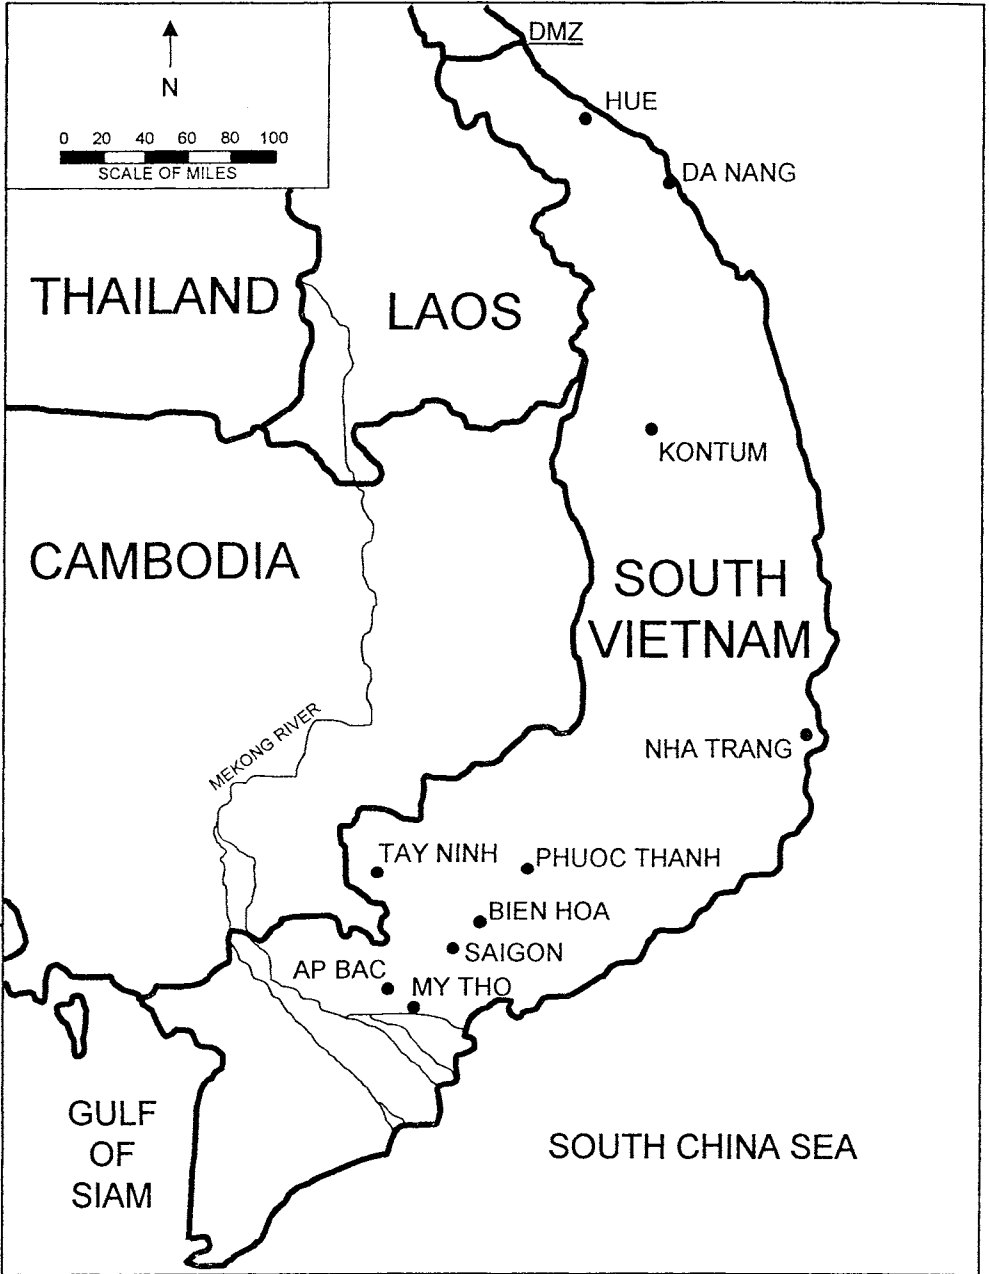 DMZ
N
HUE
0 20 40 60 80 100
SCALE OF MILES
DA NANG
THAILAND
LAOS
KONTUM
CAMBODIA
SOUTH
VIETNAM
MEKONG RIVER
NHA TRANG
TAY NINH
PHUOC THANH
BIEN HOA
SAIGON
AP BAC
MY THO
GULF
OF
SIAM
SOUTH CHINA SEA